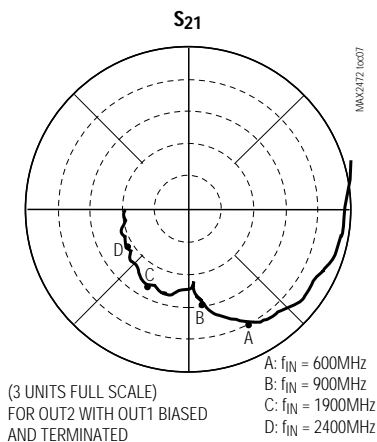 S21
MAX2472 toc07
D
C
B
A
A: fIN = 600MHz
B: fIN = 900MHz
C: fIN = 1900MHz
D: fIN = 2400MHz
(3 UNITS FULL SCALE)
FOR OUT2 WITH OUT1 BIASED
AND TERMINATED